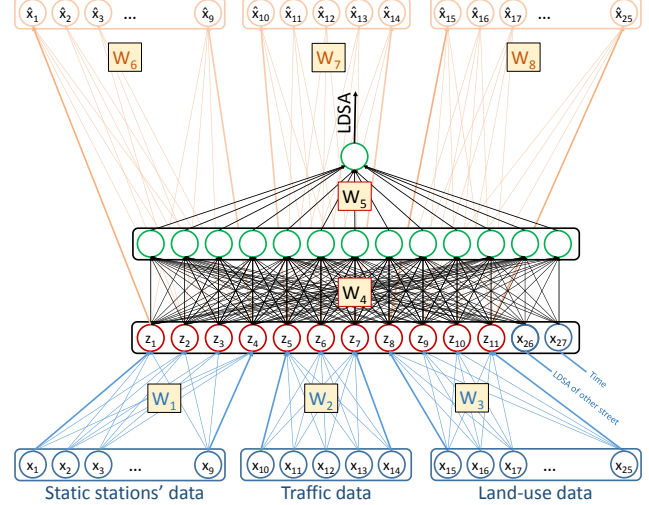 x̂₁ x̂₂ x̂₃ ... x̂₉ x̂₁₀ x̂₁₁ x̂₁₂ x̂₁₃ x̂₁₄ x̂₁₅ x̂₁₆ x̂₁₇ ... x̂₂₅
W₆ W₇ W₈
LDSA
W₅
W₄
z₁ z₂ z₃ z₄ z₅ z₆ z₇ z₈ z₉ z₁₀ z₁₁ x₂₆ x₂₇
Time
LDSA of other street
W₁ W₂ W₃
x₁ x₂ x₃ ... x₉ x₁₀ x₁₁ x₁₂ x₁₃ x₁₄ x₁₅ x₁₆ x₁₇ ... x₂₅
Static stations' data Traffic data Land-use data